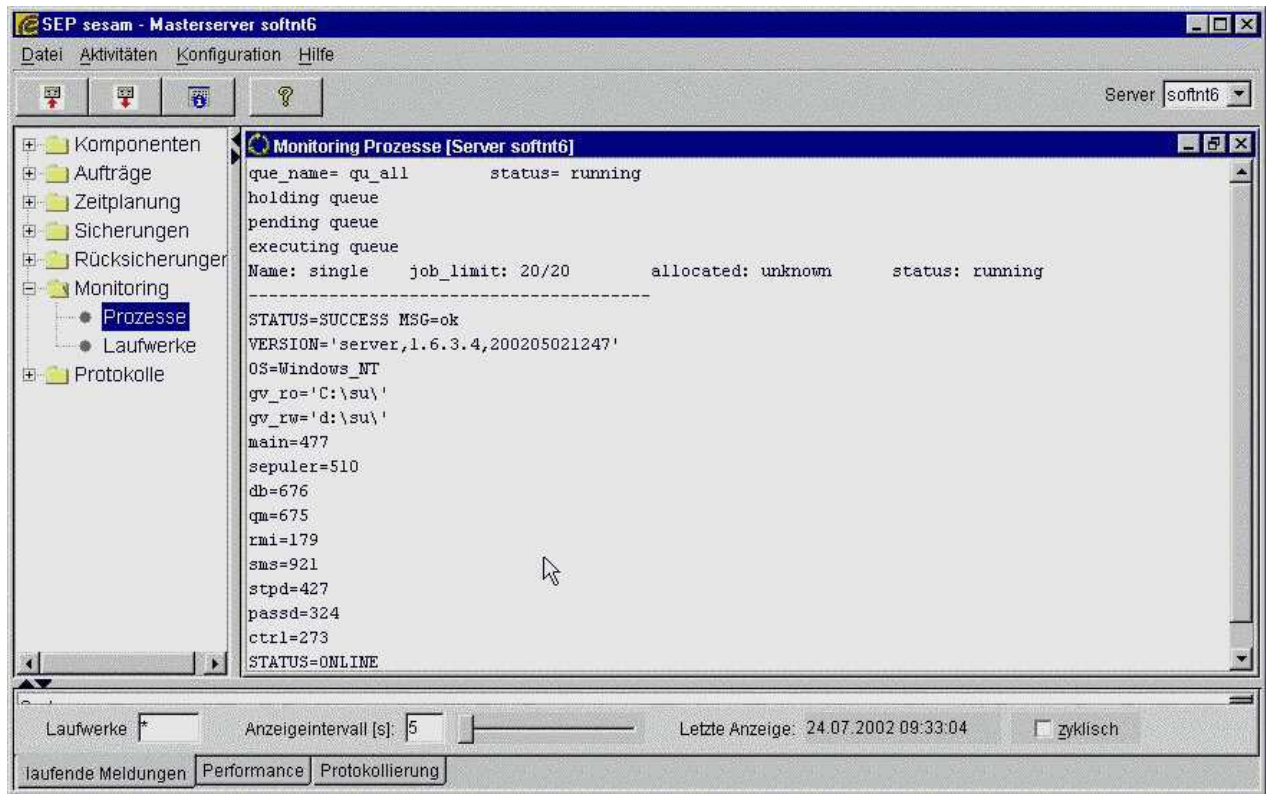 SEP sesam - Masterserver softnt6
Datei Aktivitäten Konfiguration Hilfe
Server softnt6
Komponenten
Aufträge
Zeitplanung
Sicherungen
Rücksicherunger
Monitoring
Prozesse
Laufwerke
Protokolle
Monitoring Prozesse [Server softnt6]
que_name= qu_all status= running
holding queue
pending queue
executing queue
Name: single job_limit: 20/20 allocated: unknown status: running
----------------------------------------
STATUS=SUCCESS MSG=ok
VERSION='server,1.6.3.4,200205021247'
OS=Windows_NT
gv_ro='C:\su\'
gv_rw='d:\su\'
main=477
sepuler=510
db=676
qm=675
rmi=179
sms=921
stpd=427
passd=324
ctrl=273
STATUS=ONLINE
Laufwerke * Anzeigeintervall [s]: 5 Letzte Anzeige: 24.07.2002 09:33:04 zyklisch
laufende Meldungen Performance Protokollierung